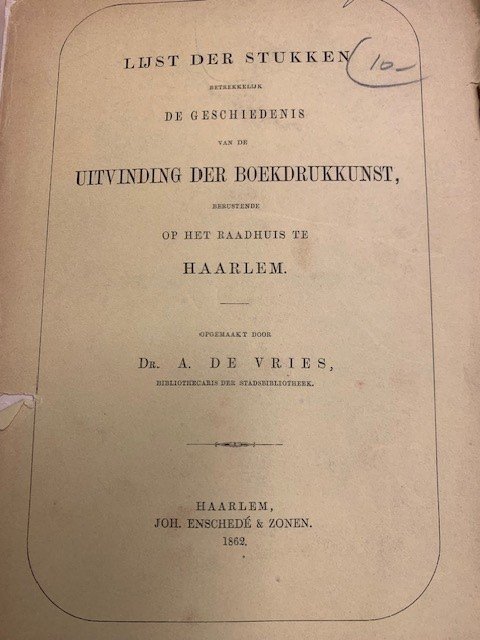 LIJST DER STUKKEN
10-
BETREKKELIJK
DE GESCHIEDENIS
VAN DE
UITVINDING DER BOEKDRUKKUNST,
BERUSTENDE
OP HET RAADHUIS TE
HAARLEM.
OPGEMAAKT DOOR
DR. A. DE VRIES,
BIBLIOTHECARIS DER STADSBIBLIOTHEEK.
HAARLEM,
JOH. ENSCHEDÉ & ZONEN.
1862.